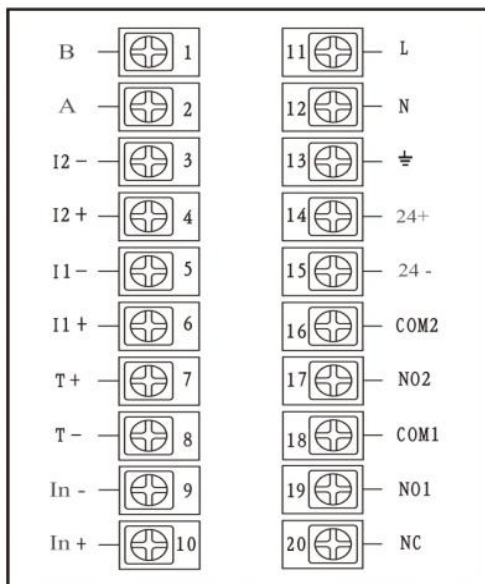 B 1 11 L
A 2 12 N
I2 - 3 13
I2 + 4 14 24+
I1 - 5 15 24 -
I1 + 6 16 COM2
T + 7 17 NO2
T - 8 18 COM1
In - 9 19 NO1
In + 10 20 NC